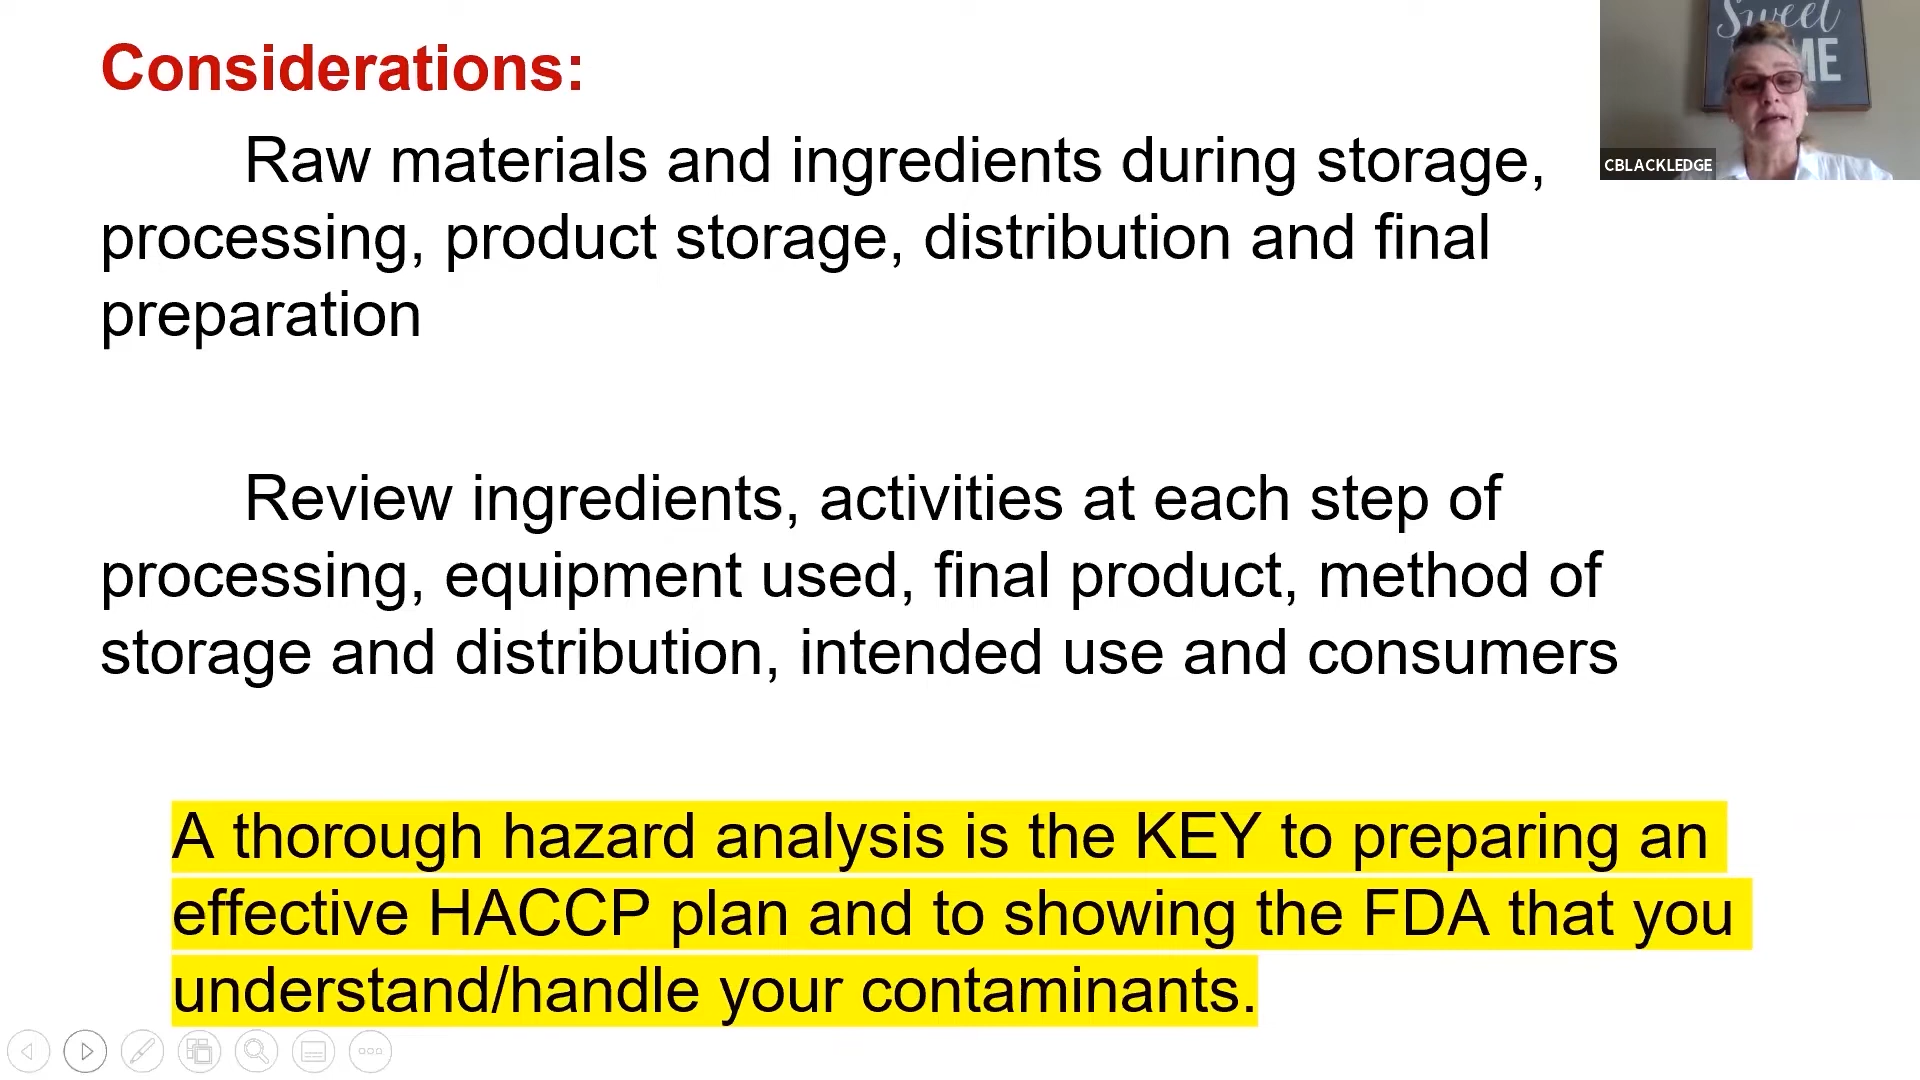 Considerations:
Raw materials and ingredients during storage,
processing, product storage, distribution and final
preparation
Review ingredients, activities at each step of
processing, equipment used, final product, method of
storage and distribution, intended use and consumers
A thorough hazard analysis is the KEY to preparing an
effective HACCP plan and to showing the FDA that you
understand/handle your contaminants.
Sweet
ME
CBLACKLEDGE